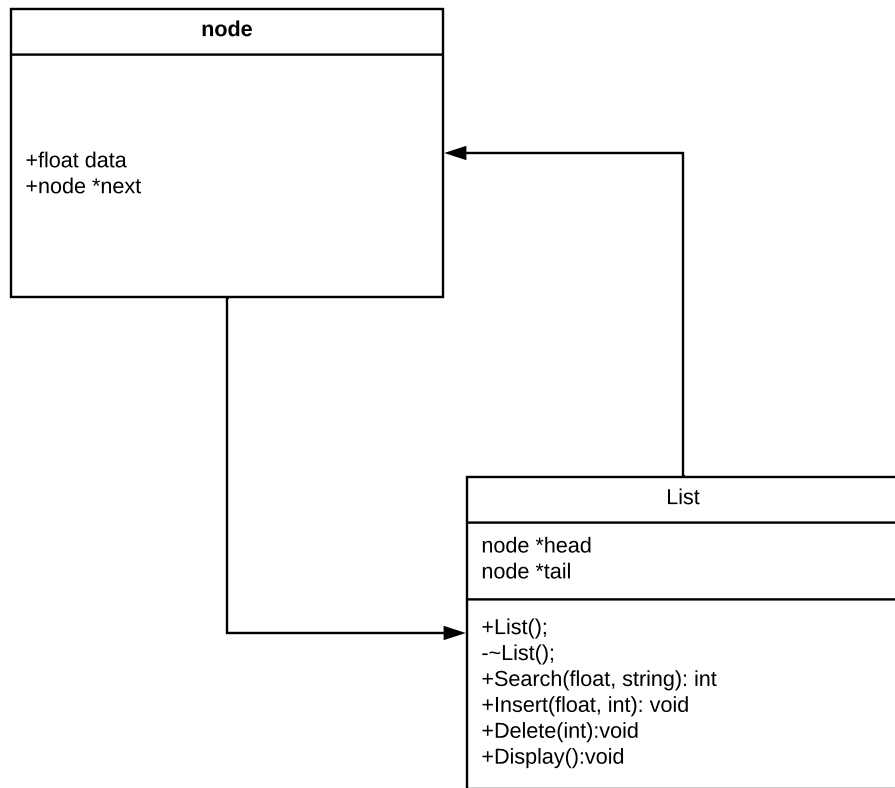 node
+float data
+node *next
List
node *head
node *tail
+List();
-~List();
+Search(float, string): int
+Insert(float, int): void
+Delete(int):void
+Display():void